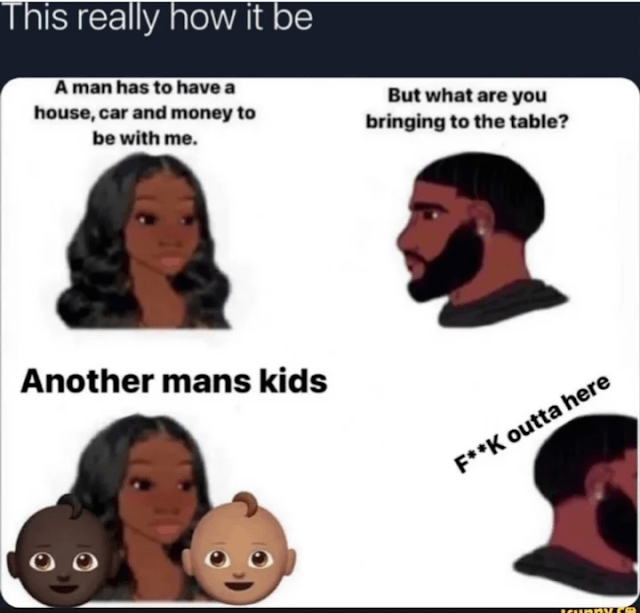 This really how it be
A man has to have a
house, car and money to
be with me.
But what are you
bringing to the table?
Another mans kids
F**K outta here